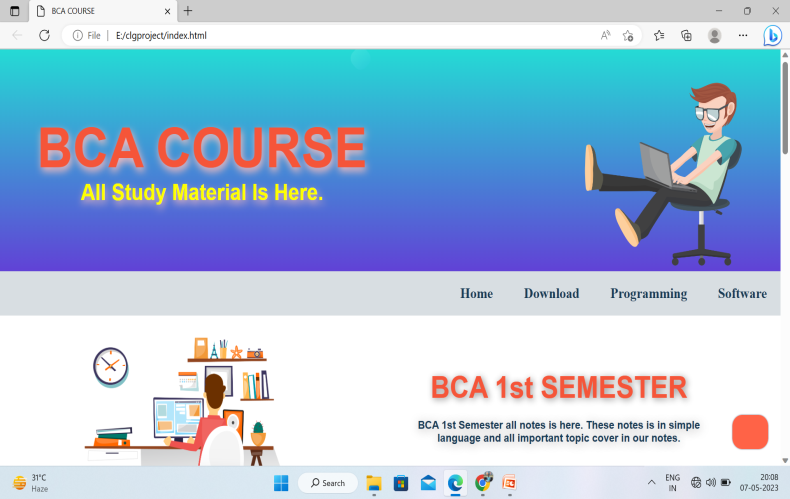 BCA COURSE
File | E:/clgproject/index.html
BCA COURSE
All Study Material Is Here.
Home Download Programming Software
BCA 1st SEMESTER
BCA 1st Semester all notes is here. These notes is in simple
language and all important topic cover in our notes.
31°C
Haze
Search
ENG
IN
20:08
07-05-2023